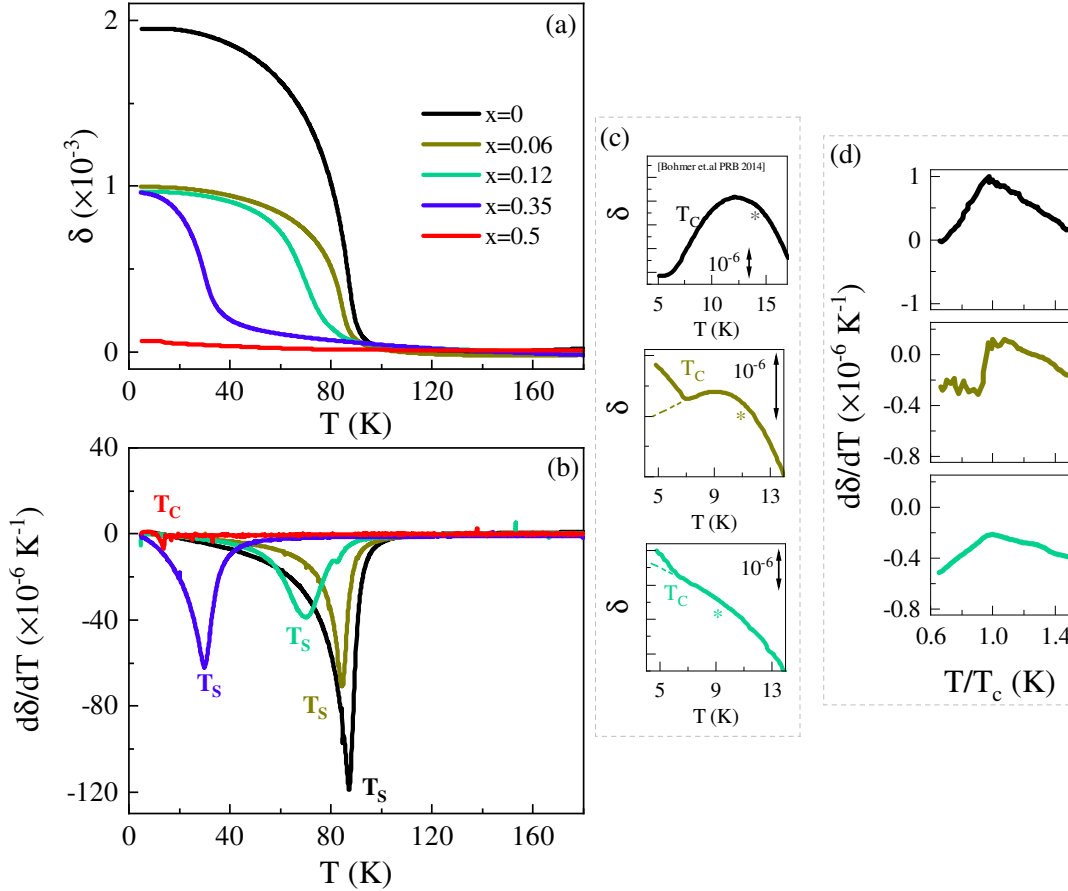 (a)
2
1
0
δ (×10⁻³)
x=0
x=0.06
x=0.12
x=0.35
x=0.5
0 40 80 120 160
T (K)
(b)
40
0
-40
-80
-120
dδ/dT (×10⁻⁶ K⁻¹)
T_C
T_S
T_S
T_S
T_S
0 40 80 120 160
T (K)
(c)
[Bohmer et.al PRB 2014]
δ
T_C
*
10⁻⁶
5 10 15
T (K)
10⁻⁶
T_C
δ
*
5 9 13
T (K)
10⁻⁶
T_C
δ
*
5 9 13
T (K)
(d)
1
0
-1
0.0
-0.4
-0.8
0.0
-0.4
-0.8
dδ/dT (×10⁻⁶ K⁻¹)
0.6 1.0 1.4
T/T_c (K)